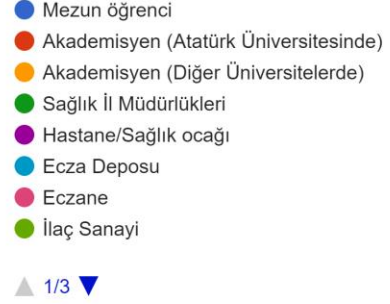 Mezun öğrenci
Akademisyen (Atatürk Üniversitesinde)
Akademisyen (Diğer Üniversitelerde)
Sağlık İl Müdürlükleri
Hastane/Sağlık ocağı
Ecza Deposu
Eczane
İlaç Sanayi
1/3